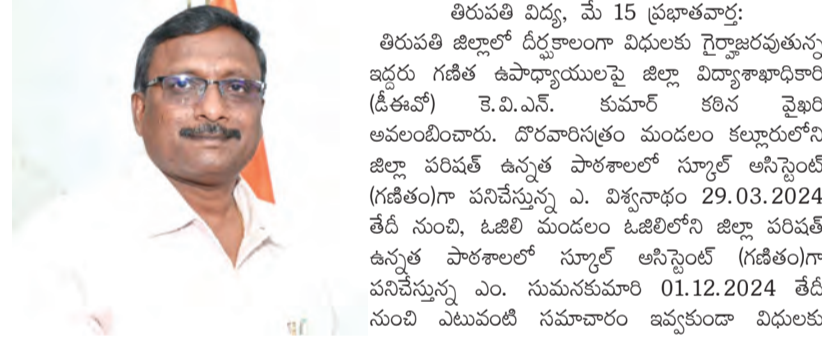 తిరుపతి విద్య, మే 15 ప్రభాతవార్త:
తిరుపతి జిల్లాలో దీర్ఘకాలంగా విధులకు గైర్హాజరవుతున్న
ఇద్దరు గణిత ఉపాధ్యాయులపై జిల్లా విద్యాశాఖాధికారి
(డీఈవో) కె.వి.ఎన్. కుమార్ కఠిన వైఖరి
అవలంబించారు. దొరవారిసత్రం మండలం కల్లూరులోని
జిల్లా పరిషత్ ఉన్నత పాఠశాలలో స్కూల్ అసిస్టెంట్
(గణితం)గా పనిచేస్తున్న ఎ. విశ్వనాథం 29.03.2024
తేదీ నుంచి, ఓజిలి మండలం ఓజిలిలోని జిల్లా పరిషత్
ఉన్నత పాఠశాలలో స్కూల్ అసిస్టెంట్ (గణితం)గా
పనిచేస్తున్న ఎం. సుమనకుమారి 01.12.2024 తేదీ
నుంచి ఎటువంటి సమాచారం ఇవ్వకుండా విధులకు